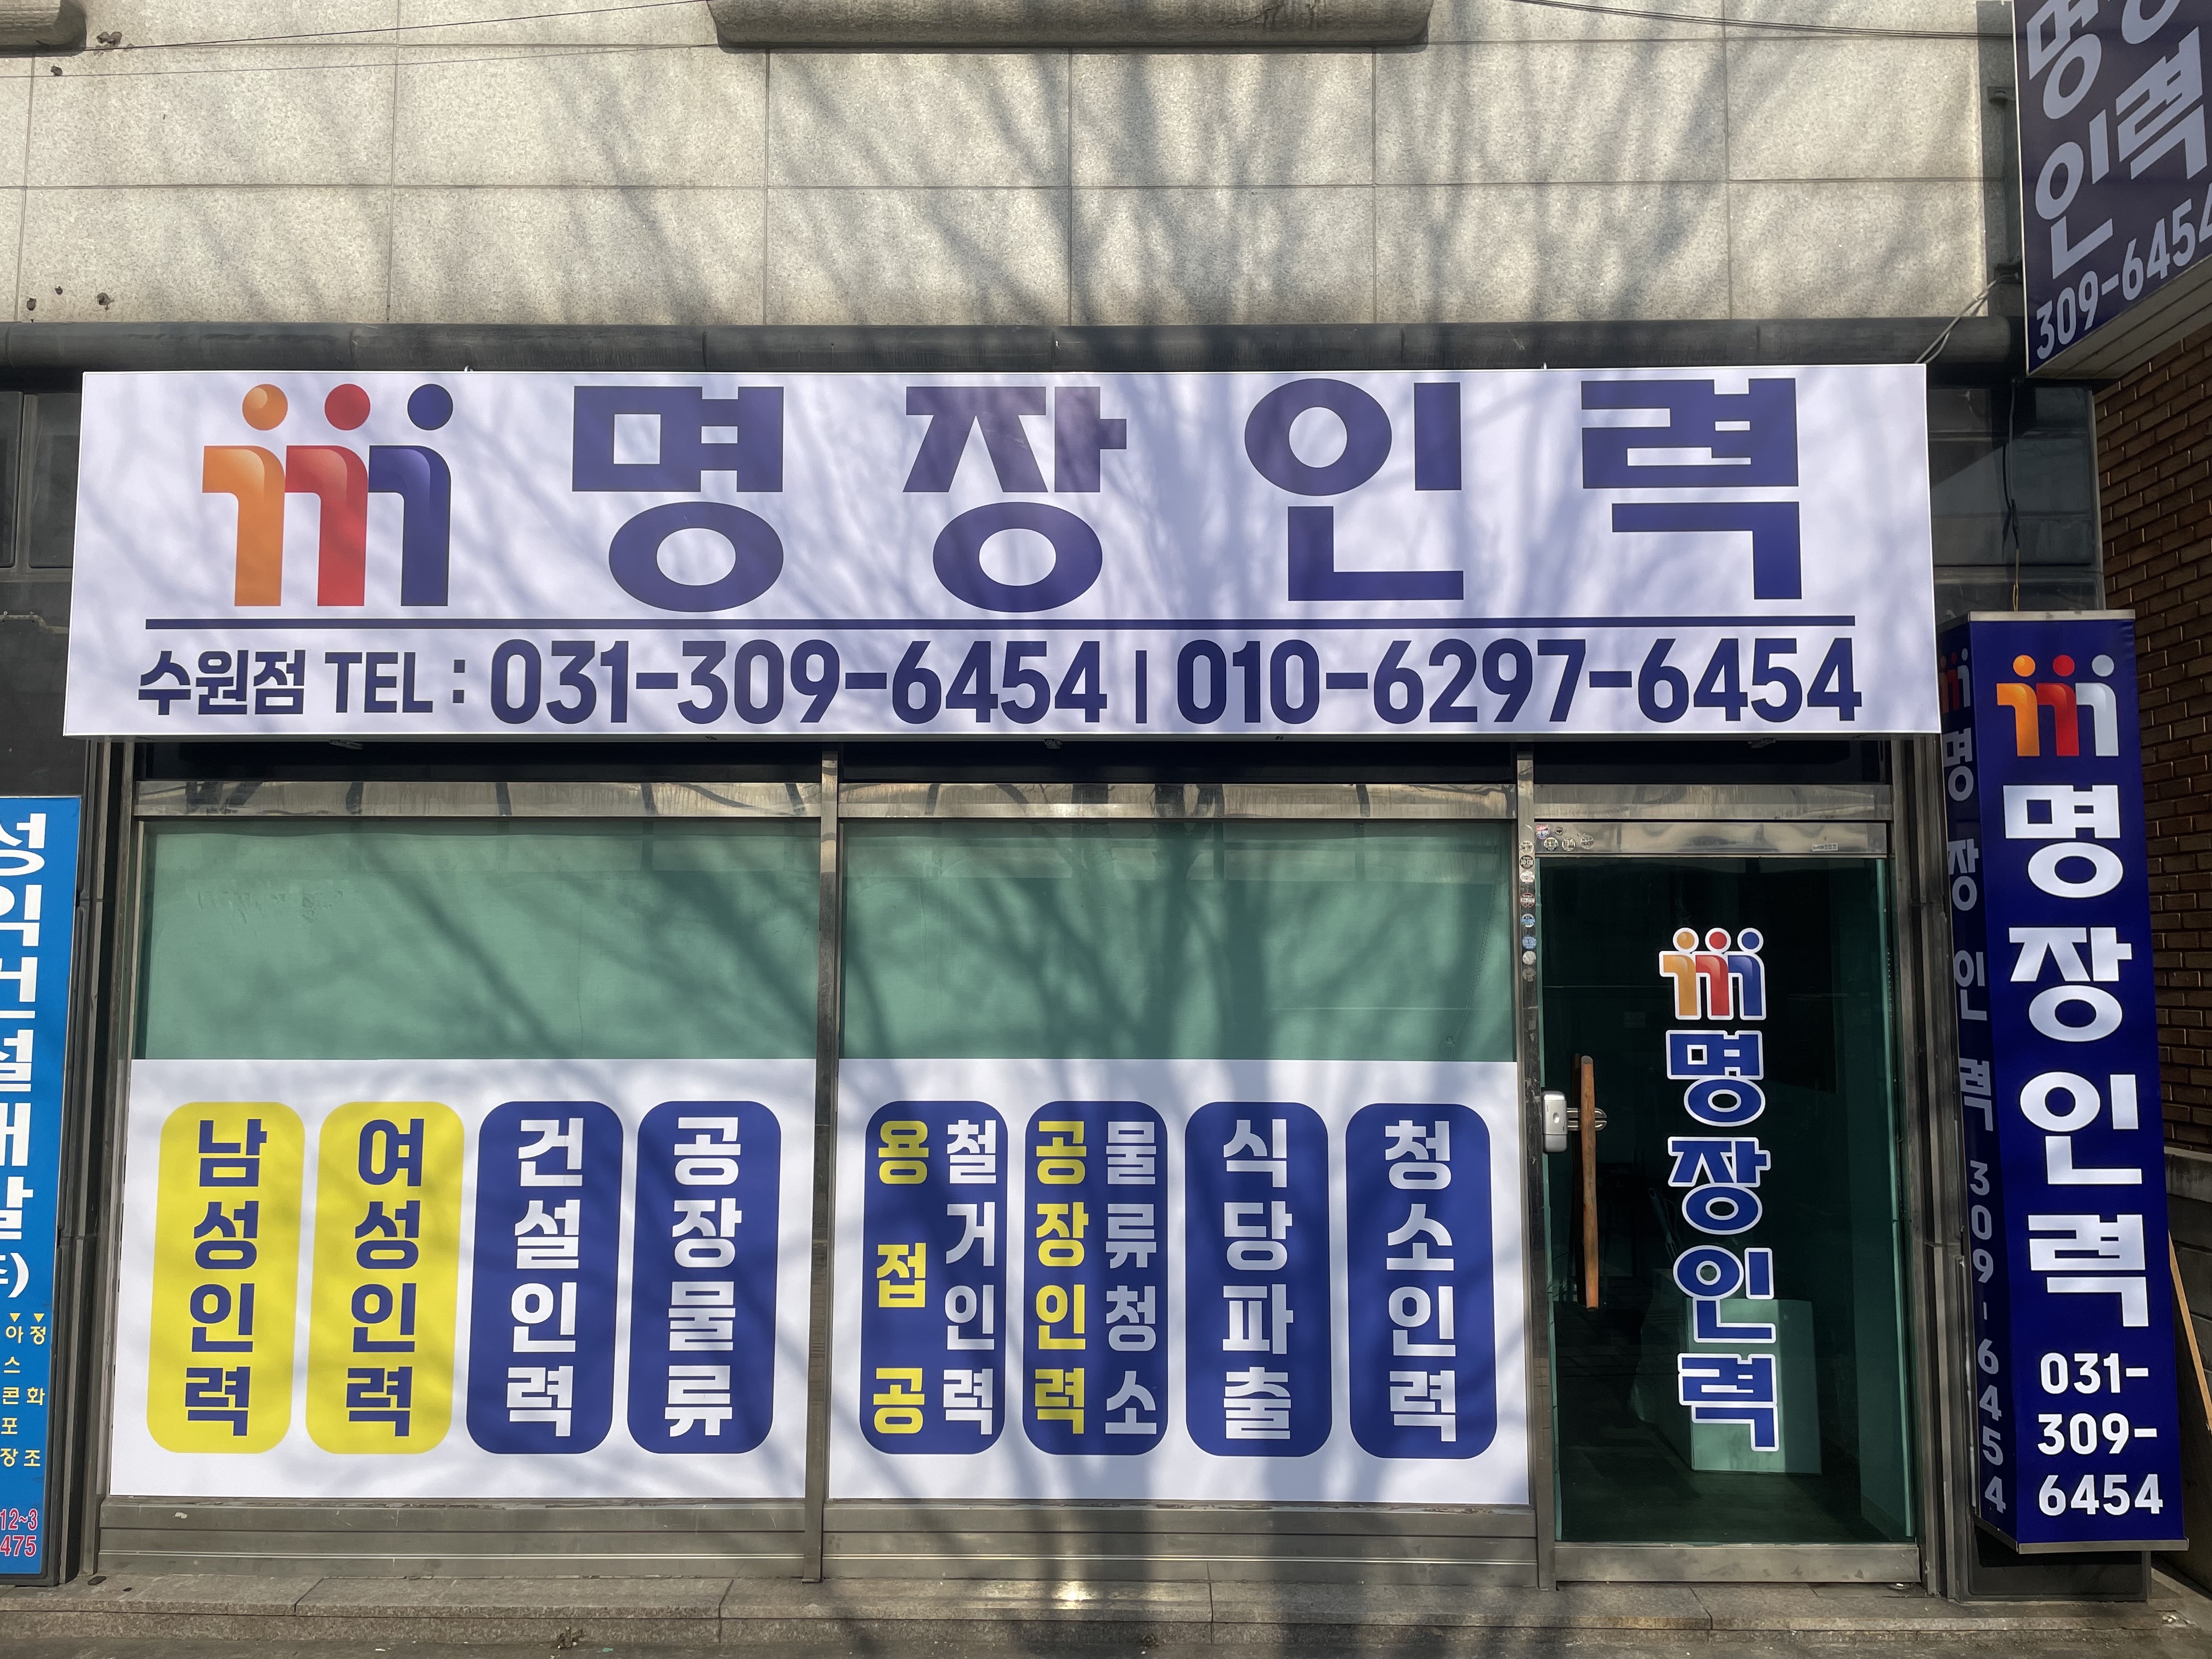 명장인력
수원점 TEL : 031-309-6454 | 010-6297-6454
남성인력
여성인력
건설인력
공장물류
용접공
철거인력
공장인력
물류청소
식당파출
청소인력
명장인력
명장인력
031-
309-
6454
명장인력 309-6454
인력
309-6454
12~3
475